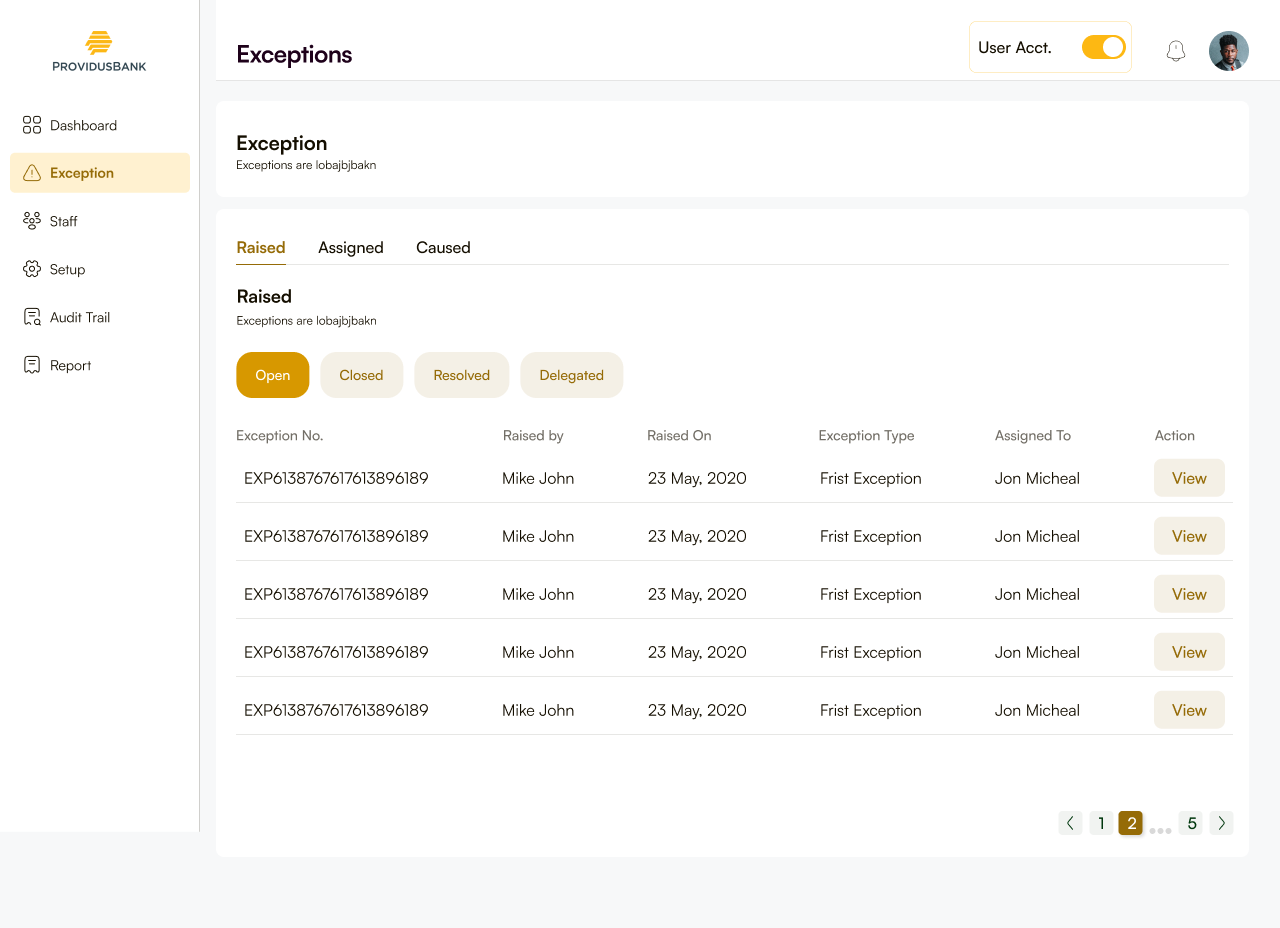 PROVIDUSBANK
Dashboard
Exception
Staff
Setup
Audit Trail
Report
Exceptions
User Acct.
Exception
Exceptions are lobajbjbakn
Raised Assigned Caused
Raised
Exceptions are lobajbjbakn
Open Closed Resolved Delegated
Exception No. Raised by Raised On Exception Type Assigned To Action
EXP6138767617613896189 Mike John 23 May, 2020 Frist Exception Jon Micheal View
EXP6138767617613896189 Mike John 23 May, 2020 Frist Exception Jon Micheal View
EXP6138767617613896189 Mike John 23 May, 2020 Frist Exception Jon Micheal View
EXP6138767617613896189 Mike John 23 May, 2020 Frist Exception Jon Micheal View
EXP6138767617613896189 Mike John 23 May, 2020 Frist Exception Jon Micheal View
1 2 ... 5